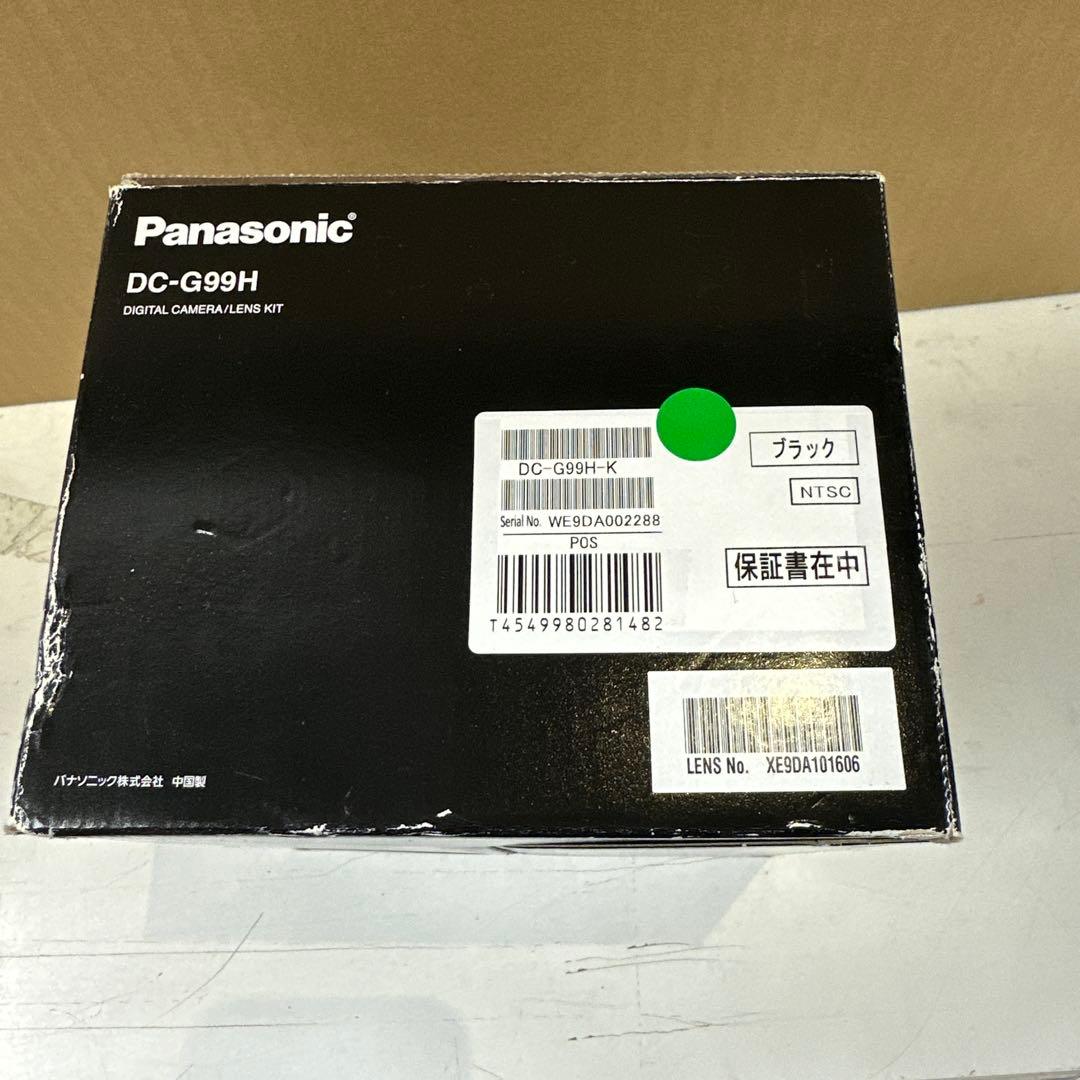 Panasonic®
DC-G99H
DIGITAL CAMERA/LENS KIT
DC-G99H-K
ブラック
NTSC
Serial No. WE9DA002288
POS
保証書在中
T4549980281482
LENS No. XE9DA101606
パナソニック株式会社 中国製